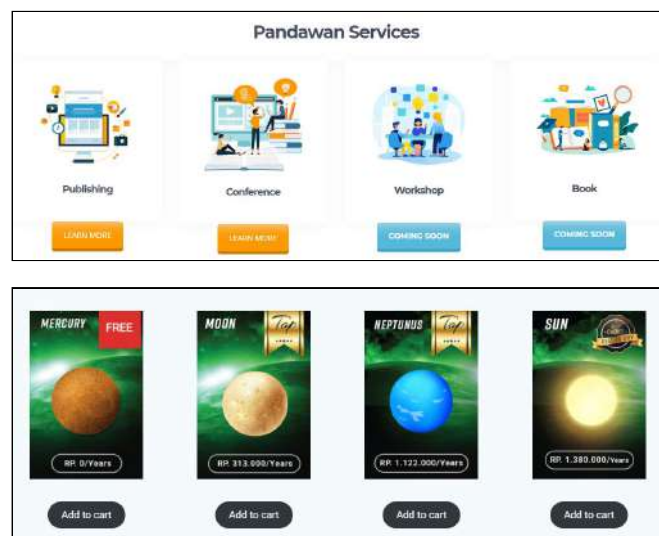 Pandawan Services
Publishing
Conference
Workshop
Book
LEARN MORE
LEARN MORE
COMING SOON
COMING SOON
MERCURY
FREE
MOON
Top
NEPTUNUS
Top
SUN
RP. 0/Years
RP. 313.000/Years
RP. 1.122.000/Years
RP. 1.380.000/Years
Add to cart
Add to cart
Add to cart
Add to cart